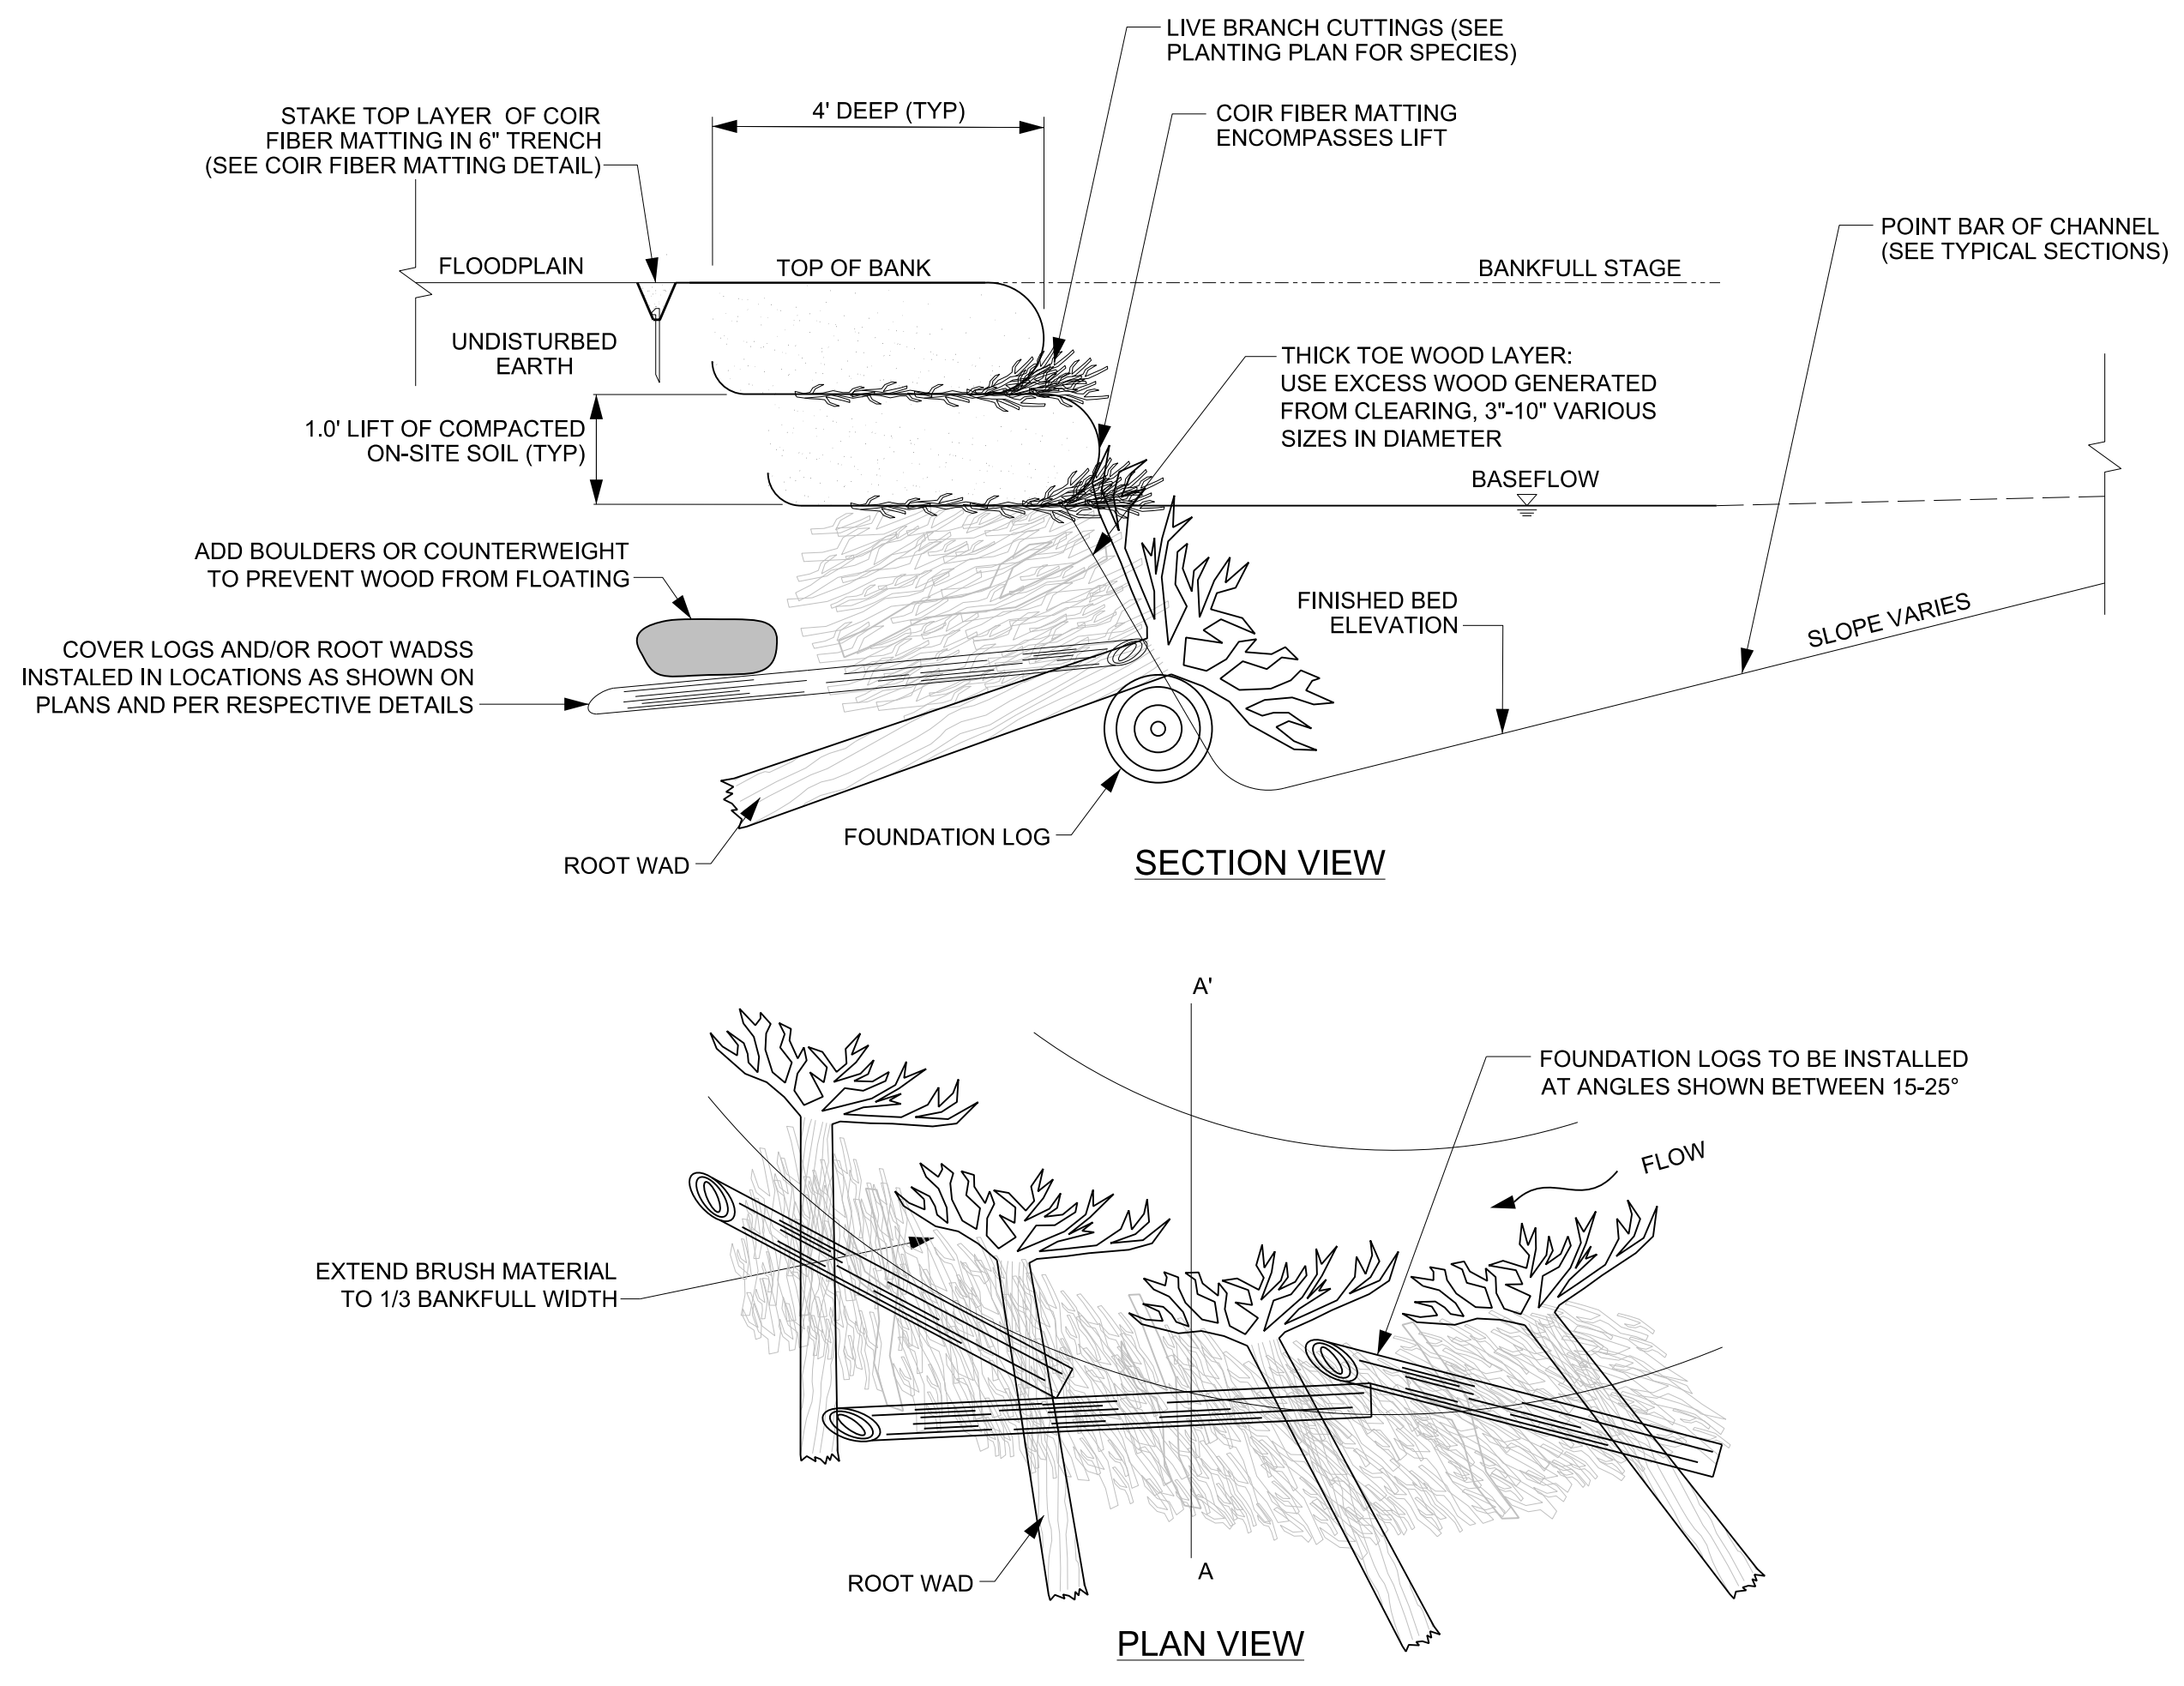 LIVE BRANCH CUTTINGS (SEE
PLANTING PLAN FOR SPECIES)
STAKE TOP LAYER OF COIR
FIBER MATTING IN 6" TRENCH
(SEE COIR FIBER MATTING DETAIL)
4' DEEP (TYP)
COIR FIBER MATTING
ENCOMPASSES LIFT
POINT BAR OF CHANNEL
(SEE TYPICAL SECTIONS)
FLOODPLAIN
TOP OF BANK
BANKFULL STAGE
UNDISTURBED
EARTH
THICK TOE WOOD LAYER:
USE EXCESS WOOD GENERATED
FROM CLEARING, 3"-10" VARIOUS
SIZES IN DIAMETER
1.0' LIFT OF COMPACTED
ON-SITE SOIL (TYP)
BASEFLOW
ADD BOULDERS OR COUNTERWEIGHT
TO PREVENT WOOD FROM FLOATING
FINISHED BED
ELEVATION
SLOPE VARIES
COVER LOGS AND/OR ROOT WADSS
INSTALED IN LOCATIONS AS SHOWN ON
PLANS AND PER RESPECTIVE DETAILS
FOUNDATION LOG
ROOT WAD
SECTION VIEW
A'
FOUNDATION LOGS TO BE INSTALLED
AT ANGLES SHOWN BETWEEN 15-25°
FLOW
EXTEND BRUSH MATERIAL
TO 1/3 BANKFULL WIDTH
ROOT WAD
A
PLAN VIEW